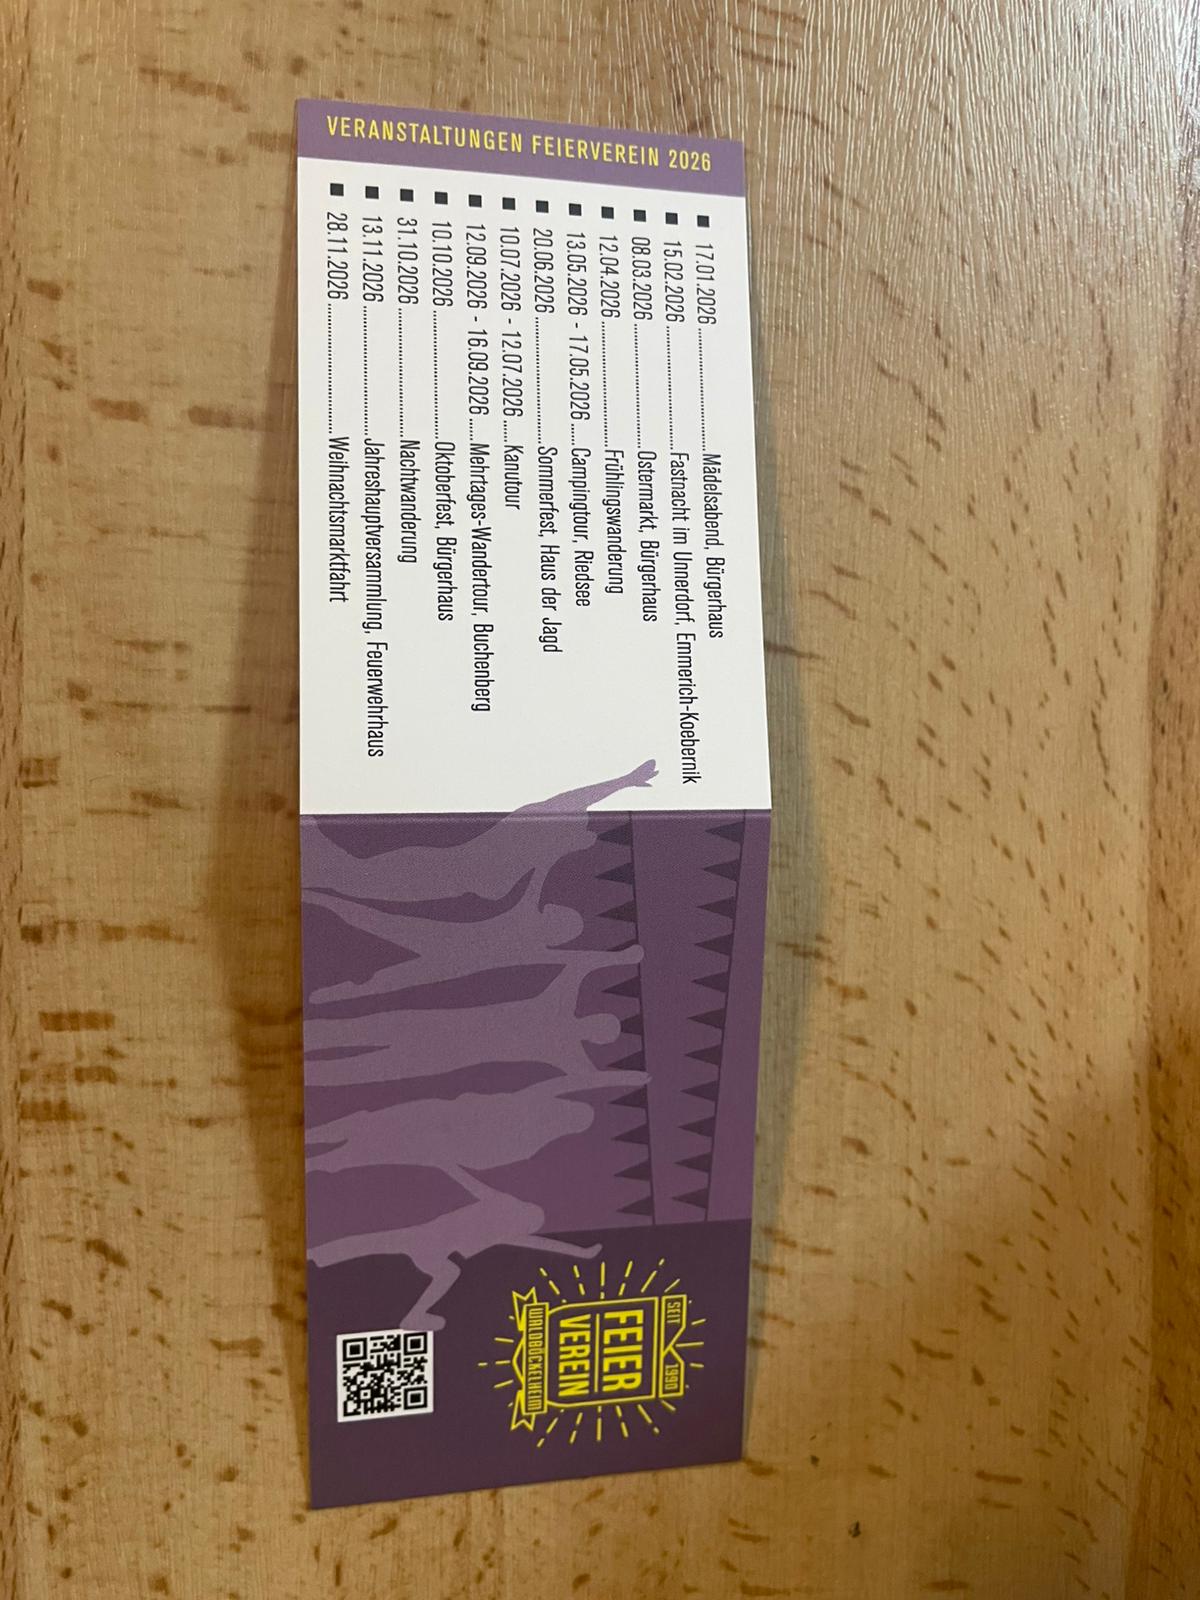 VERANSTALTUNGEN FEIERVEREIN 2026
■ 17.01.2026 ........................ Mädelsabend, Bürgerhaus
■ 15.02.2026 ........................ Fastnacht im Unnerdorf, Emmerich-Koebernik
■ 08.03.2026 ........................ Ostermarkt, Bürgerhaus
■ 12.04.2026 ........................ Frühlingswanderung
■ 13.05.2026 - 17.05.2026 ..... Campingtour, Riedsee
■ 20.06.2026 ........................ Sommerfest, Haus der Jagd
■ 10.07.2026 - 12.07.2026 ..... Kanutour
■ 12.09.2026 - 16.09.2026 ..... Mehrtages-Wandertour, Buchenberg
■ 10.10.2026 ........................ Oktoberfest, Bürgerhaus
■ 31.10.2026 ........................ Nachtwanderung
■ 13.11.2026 ........................ Jahreshauptversammlung, Feuerwehrhaus
■ 28.11.2026 ........................ Weihnachtsmarktfahrt
SEIT 1990
FEIER
VEREIN
WALDBÖCKELHEIM